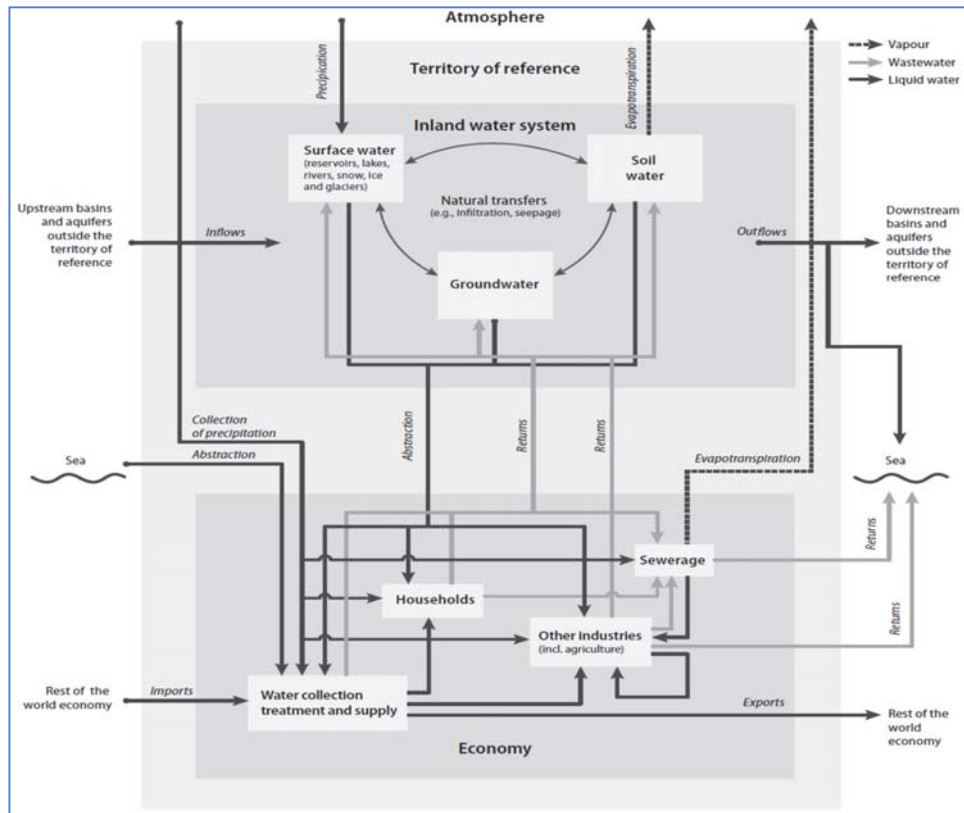 Atmosphere
Vapour
Wastewater
Liquid water
Territory of reference
Precipication
Evapotranspiration
Inland water system
Surface water
(reservoirs, lakes,
rivers, snow, ice
and glaciers)
Soil
water
Natural transfers
(e.g., infiltration, seepage)
Groundwater
Upstream basins
and aquifers
outside the
territory of
reference
Inflows
Outflows
Downstream
basins and
aquifers
outside the
territory of
reference
Collection
of precipitation
Abstraction
Sea
Abstraction
Returns
Returns
Evapotranspiration
Sea
Returns
Returns
Sewerage
Households
Other industries
(incl. agriculture)
Rest of the
world economy
Imports
Water collection
treatment and supply
Exports
Rest of the
world
economy
Economy